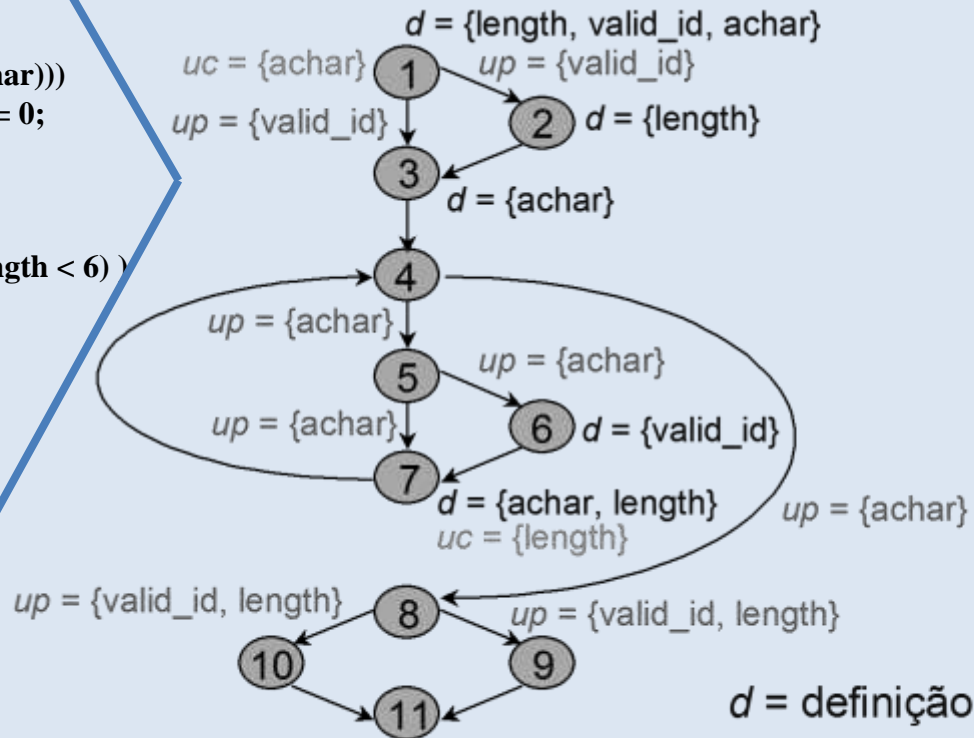 d = {length, valid_id, achar}
uc = {achar}
1
up = {valid_id}
har)))
= 0;
up = {valid_id}
2
d = {length}
3
d = {achar}
ngth < 6) )
4
up = {achar}
5
up = {achar}
up = {achar}
6
d = {valid_id}
7
d = {achar, length}
up = {achar}
uc = {length}
up = {valid_id, length}
8
up = {valid_id, length}
10
9
11
d = definição